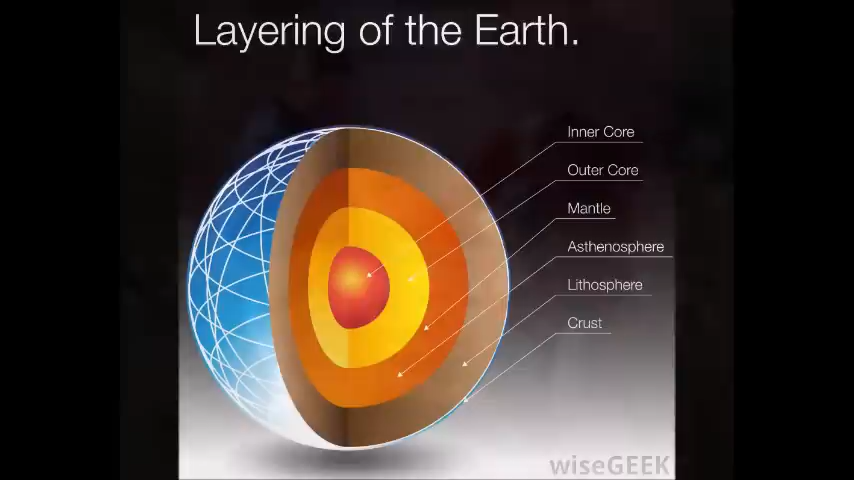 Layering of the Earth.
Inner Core
Outer Core
Mantle
Asthenosphere
Lithosphere
Crust
wiseGEEK